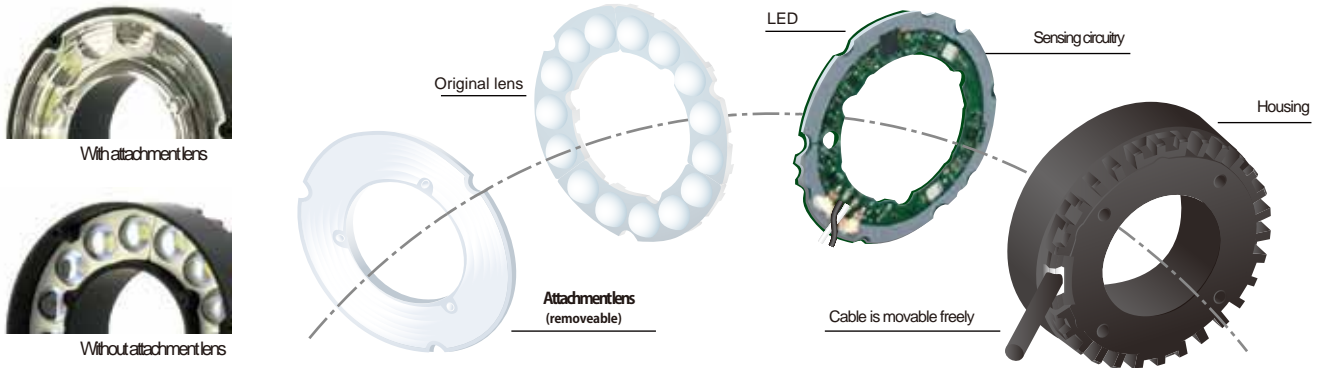 LED
Sensing circuitry
Original lens
Housing
With attachment lens
Attachment lens
(removeable)
Cable is movable freely
Without attachment lens